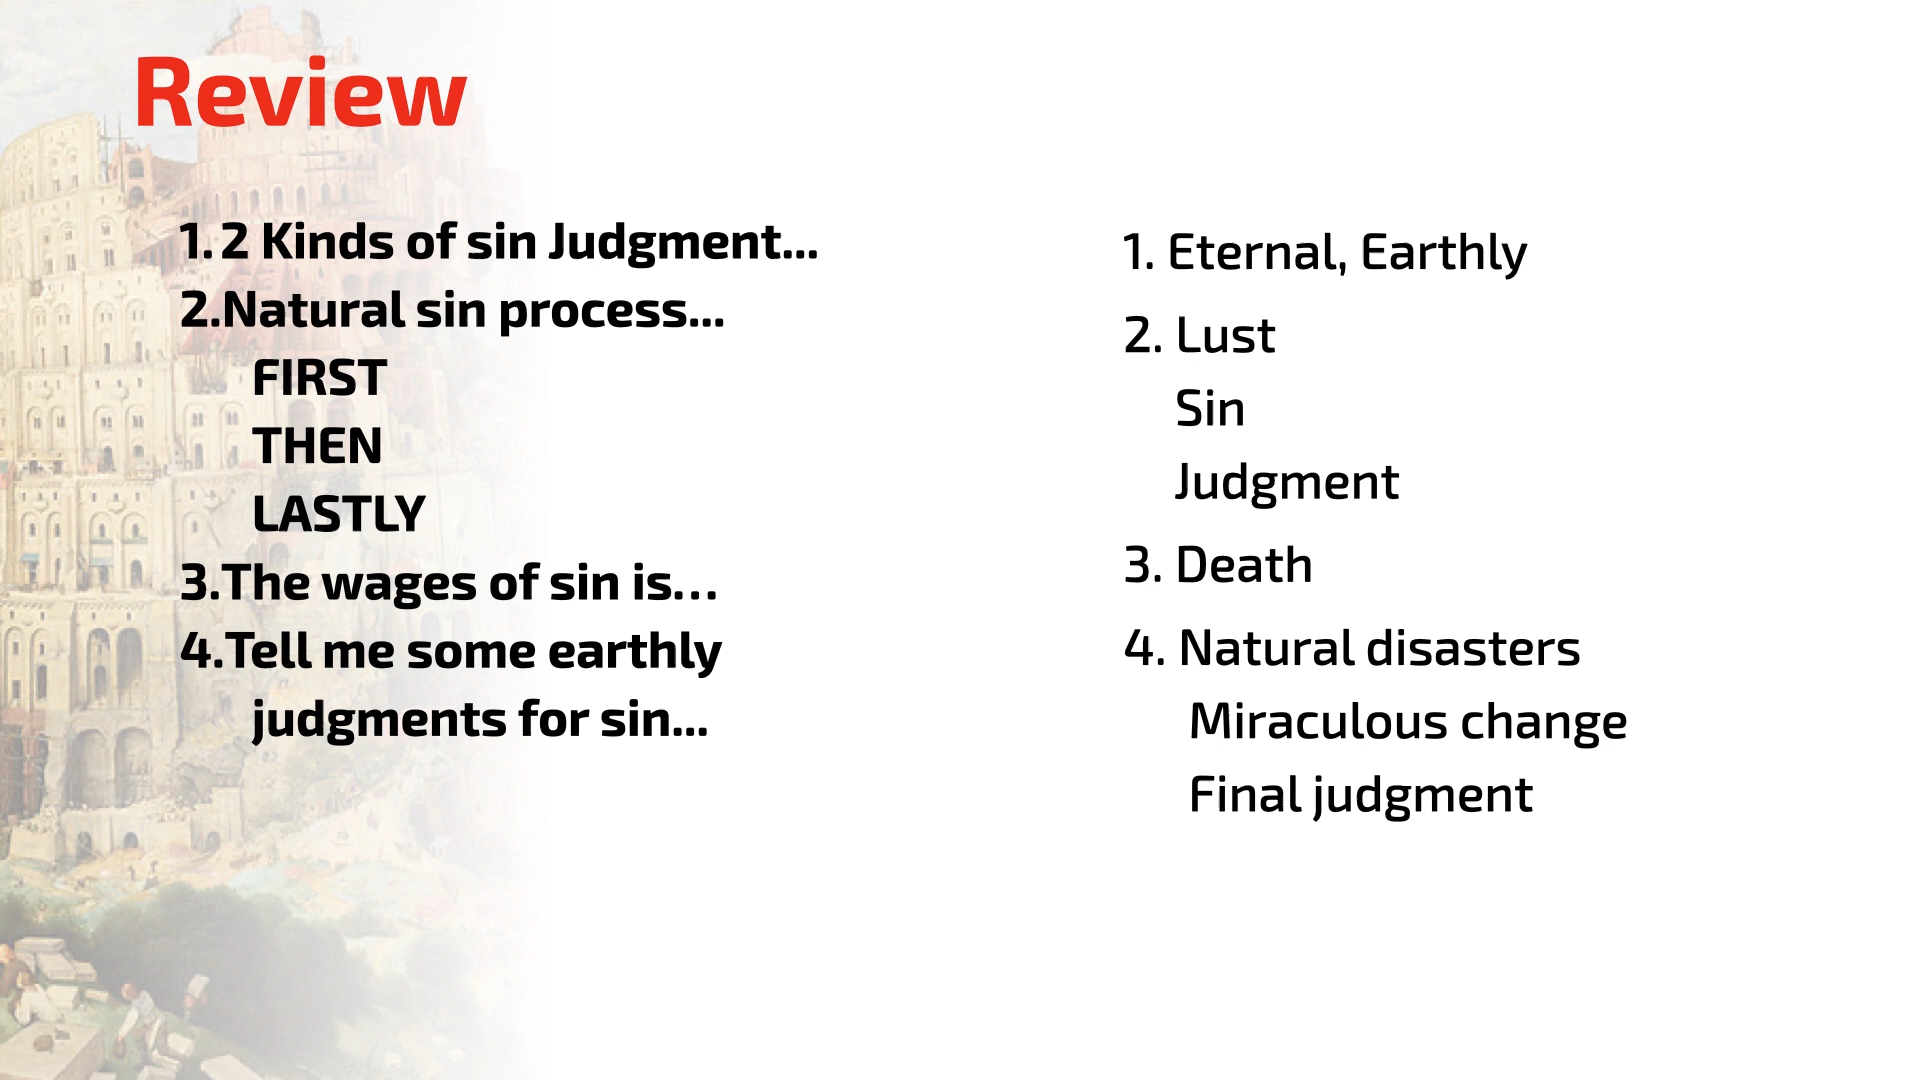 Review
1. 2 Kinds of sin Judgment...
2.Natural sin process...
FIRST
THEN
LASTLY
3.The wages of sin is…
4.Tell me some earthly
judgments for sin...
1. Eternal, Earthly
2. Lust
Sin
Judgment
3. Death
4. Natural disasters
Miraculous change
Final judgment